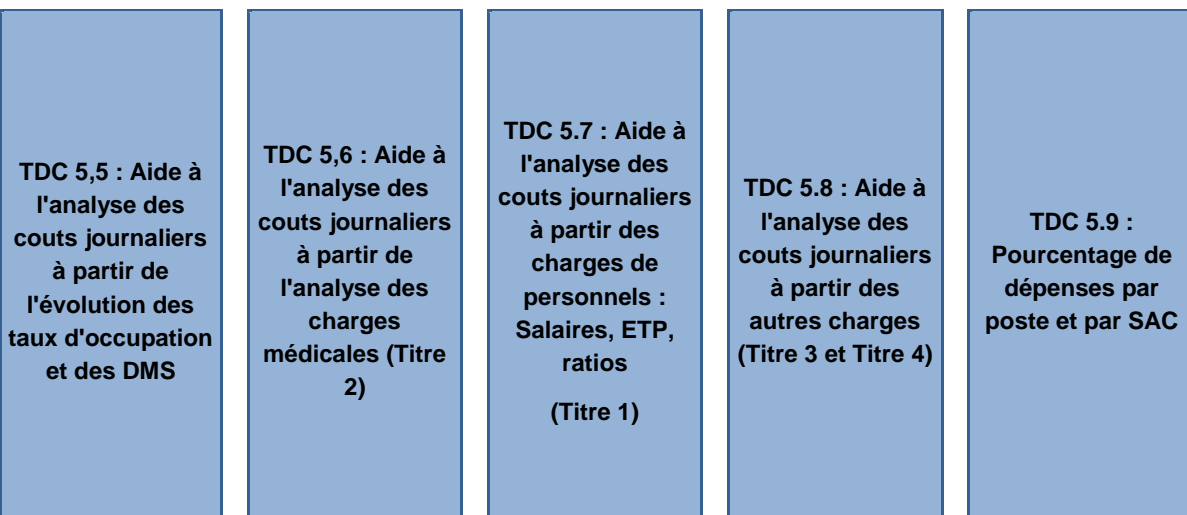 TDC 5,5 : Aide à
l'analyse des
couts journaliers
à partir de
l'évolution des
taux d'occupation
et des DMS
TDC 5,6 : Aide à
l'analyse des
couts journaliers
à partir de
l'analyse des
charges
médicales (Titre
2)
TDC 5.7 : Aide à
l'analyse des
couts journaliers
à partir des
charges de
personnels :
Salaires, ETP,
ratios
(Titre 1)
TDC 5.8 : Aide à
l'analyse des
couts journaliers
à partir des
autres charges
(Titre 3 et Titre 4)
TDC 5.9 :
Pourcentage de
dépenses par
poste et par SAC